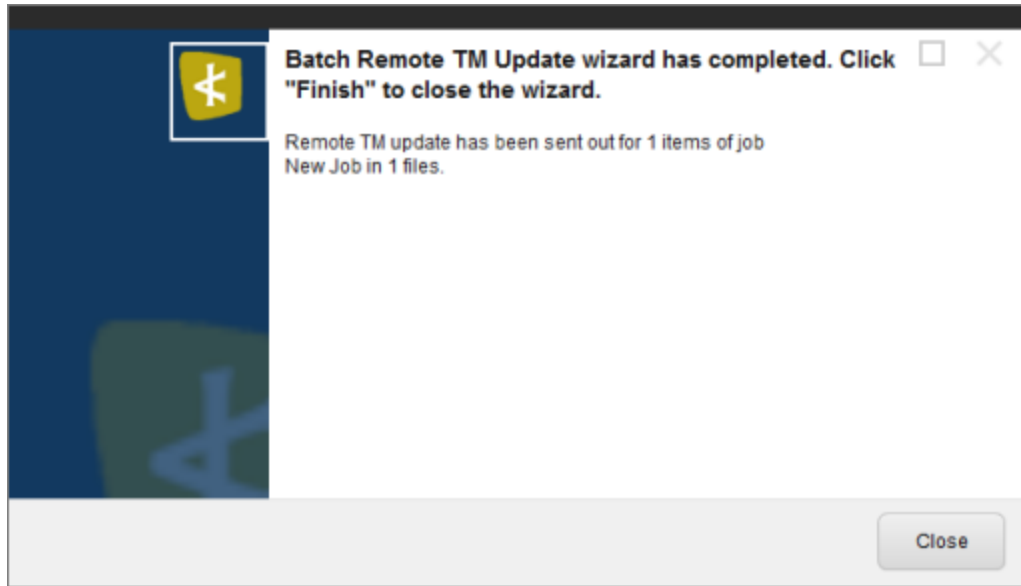 Batch Remote TM Update wizard has completed. Click
"Finish" to close the wizard.
Remote TM update has been sent out for 1 items of job
New Job in 1 files.
Close